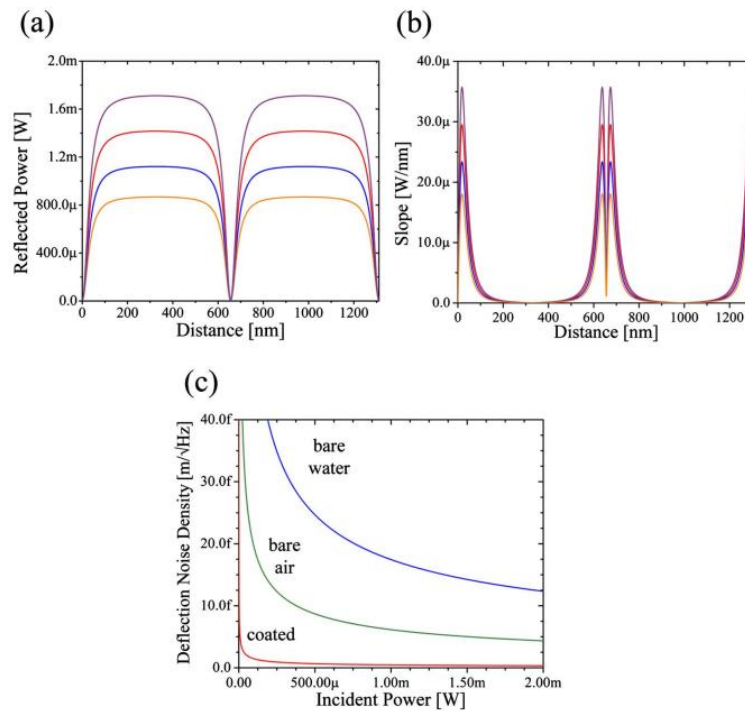 (a)
(b)
Reflected Power [W]
2.0m
1.6m
1.2m
800.0μ
400.0μ
0.0
0 200 400 600 800 1000 1200
Distance [nm]
Slope [W/nm]
40.0μ
30.0μ
20.0μ
10.0μ
0.0
0 200 400 600 800 1000 1200
Distance [nm]
(c)
Deflection Noise Density [m/√Hz]
40.0f
30.0f
20.0f
10.0f
0.0
bare
water
bare
air
coated
0.00 500.00μ 1.00m 1.50m 2.00m
Incident Power [W]